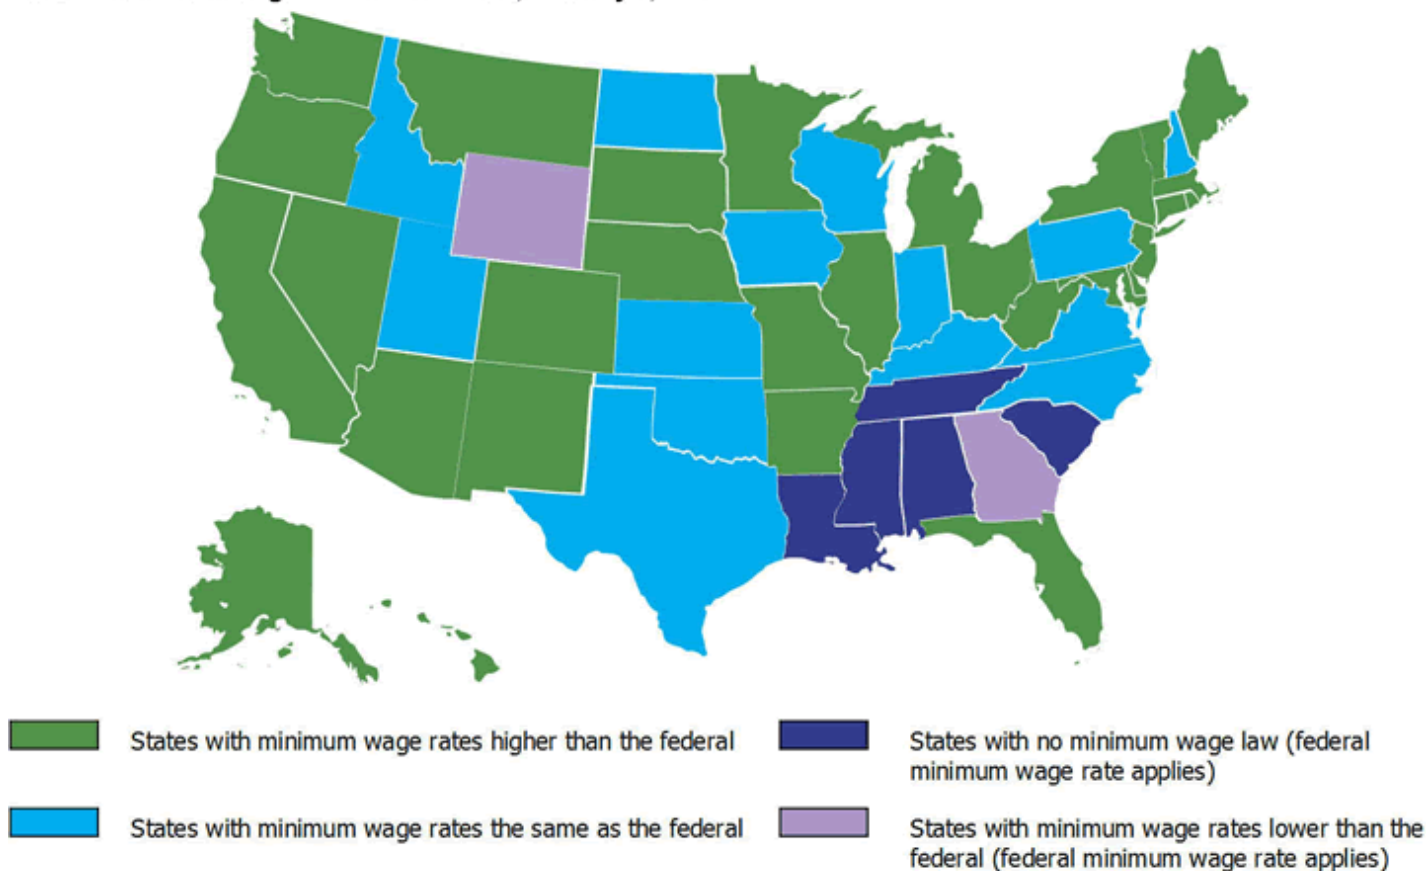 States with minimum wage rates higher than the federal
States with no minimum wage law (federal
minimum wage rate applies)
States with minimum wage rates the same as the federal
States with minimum wage rates lower than the
federal (federal minimum wage rate applies)